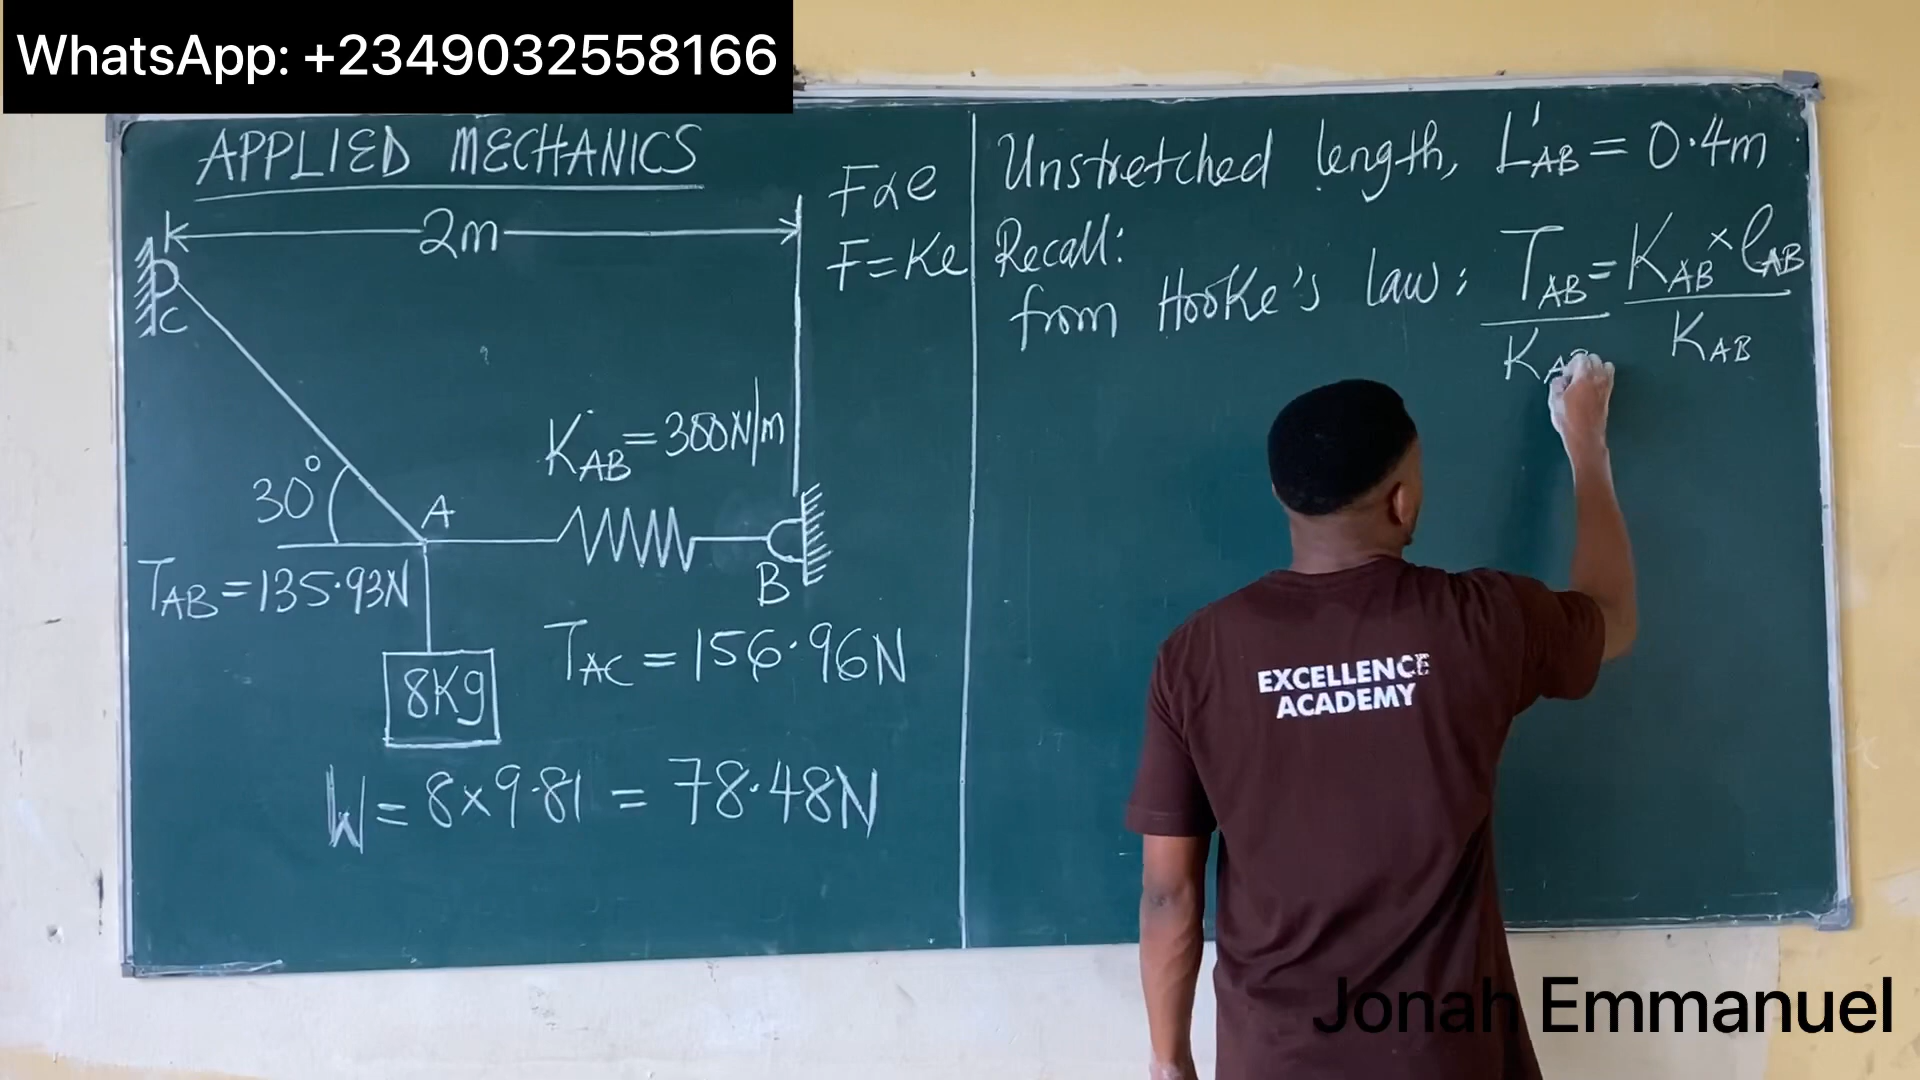 WhatsApp: +2349032558166
APPLIED MECHANICS
2m
C
30°
A
K_AB = 300N/m
B
T_AB = 135.93N
T_AC = 156.96N
8Kg
W = 8×9.81 = 78.48N
F∝e
F=Ke
Unstretched length, L'_AB = 0.4m
Recall:
from Hooke's law: T_AB = K_AB × e_AB
K_AB K_AB
EXCELLENCE
ACADEMY
Jonah Emmanuel